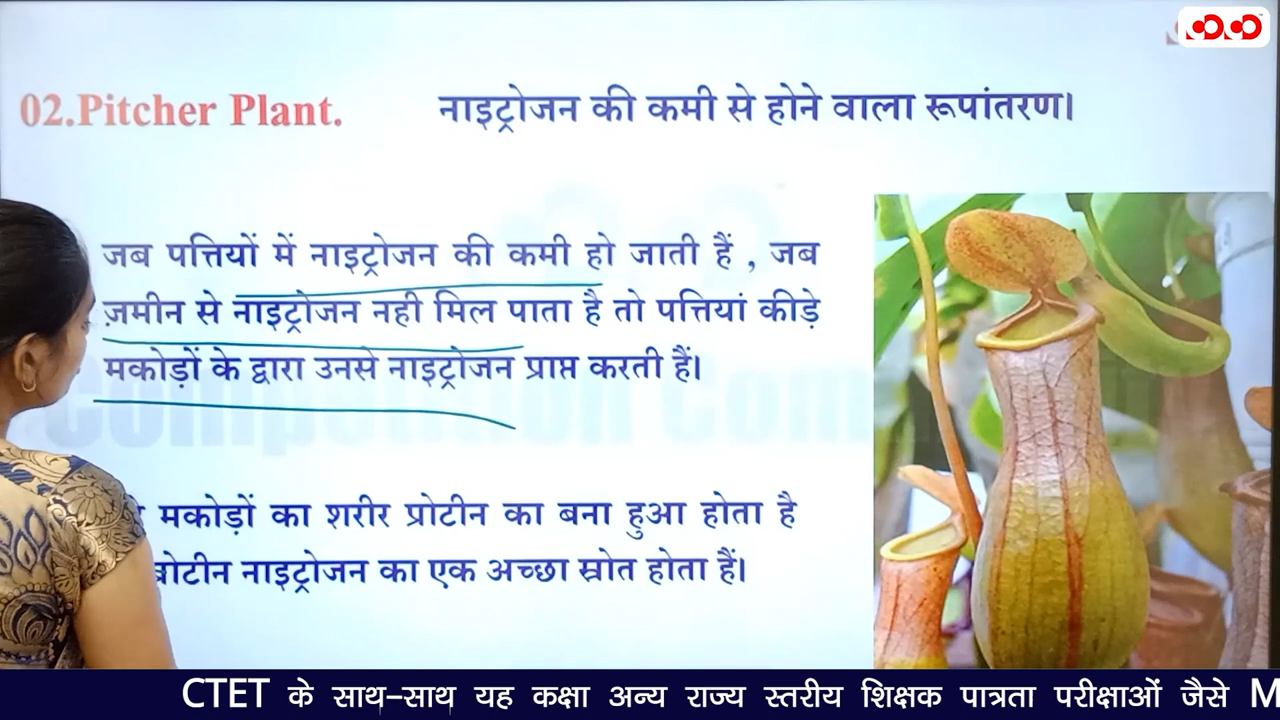 02.Pitcher Plant. नाइट्रोजन की कमी से होने वाला रूपांतरण।
जब पत्तियों में नाइट्रोजन की कमी हो जाती हैं , जब
ज़मीन से नाइट्रोजन नही मिल पाता है तो पत्तियां कीड़े
मकोड़ों के द्वारा उनसे नाइट्रोजन प्राप्त करती हैं।
मकोड़ों का शरीर प्रोटीन का बना हुआ होता है
प्रोटीन नाइट्रोजन का एक अच्छा स्रोत होता हैं।
CTET के साथ-साथ यह कक्षा अन्य राज्य स्तरीय शिक्षक पात्रता परीक्षाओं जैसे M